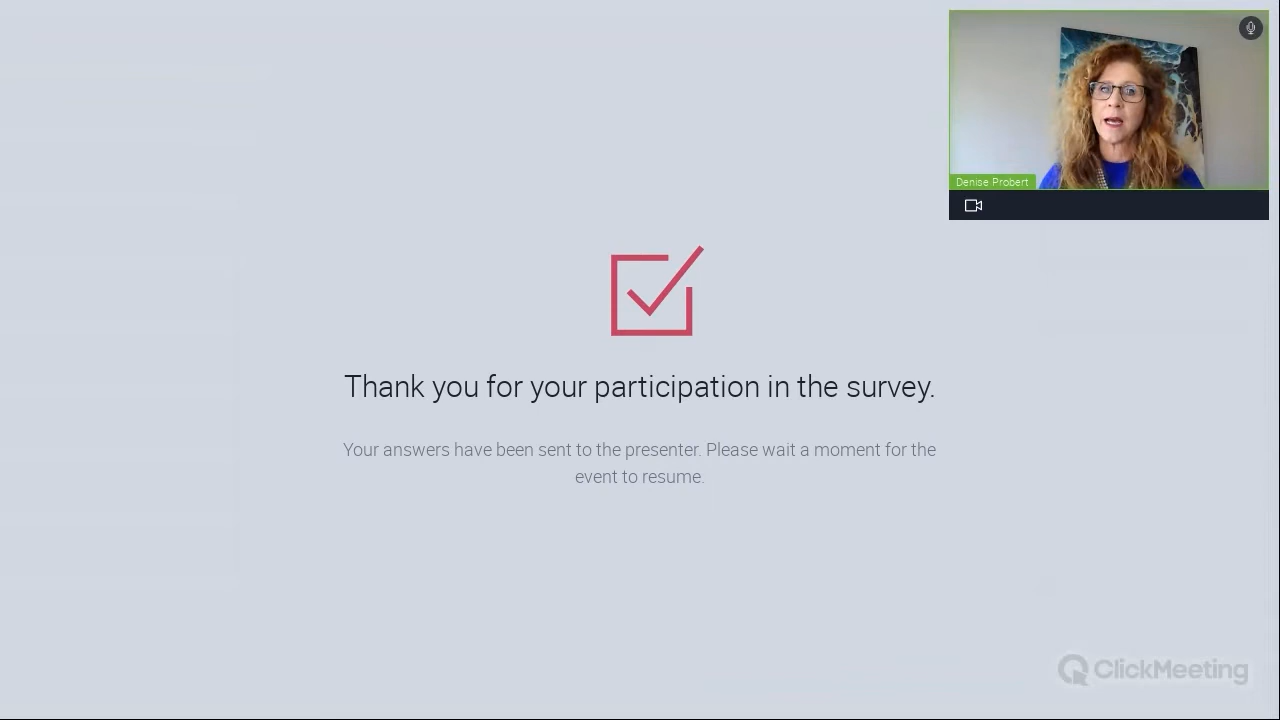 Denise Probert
Thank you for your participation in the survey.
Your answers have been sent to the presenter. Please wait a moment for the
event to resume.
ClickMeeting